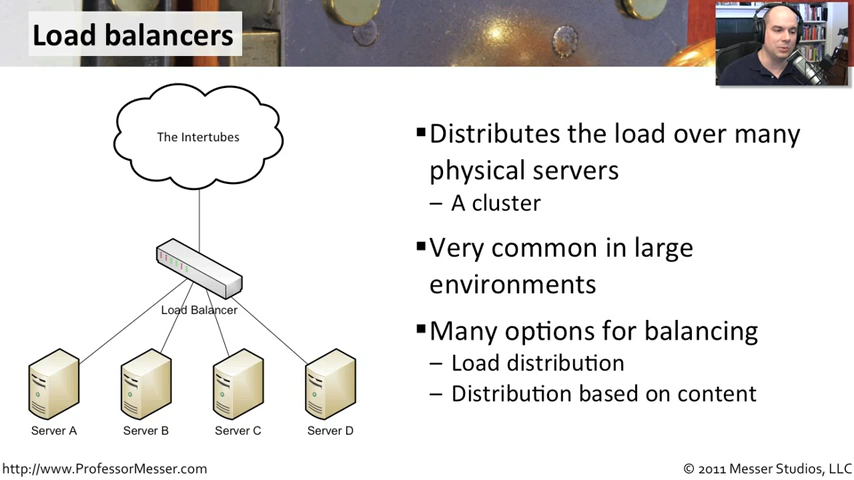 Load balancers
The Intertubes
Load Balancer
Server A
Server B
Server C
Server D
▪Distributes the load over many
physical servers
– A cluster
▪Very common in large
environments
▪Many options for balancing
– Load distribution
– Distribution based on content
http://www.ProfessorMesser.com
© 2011 Messer Studios, LLC